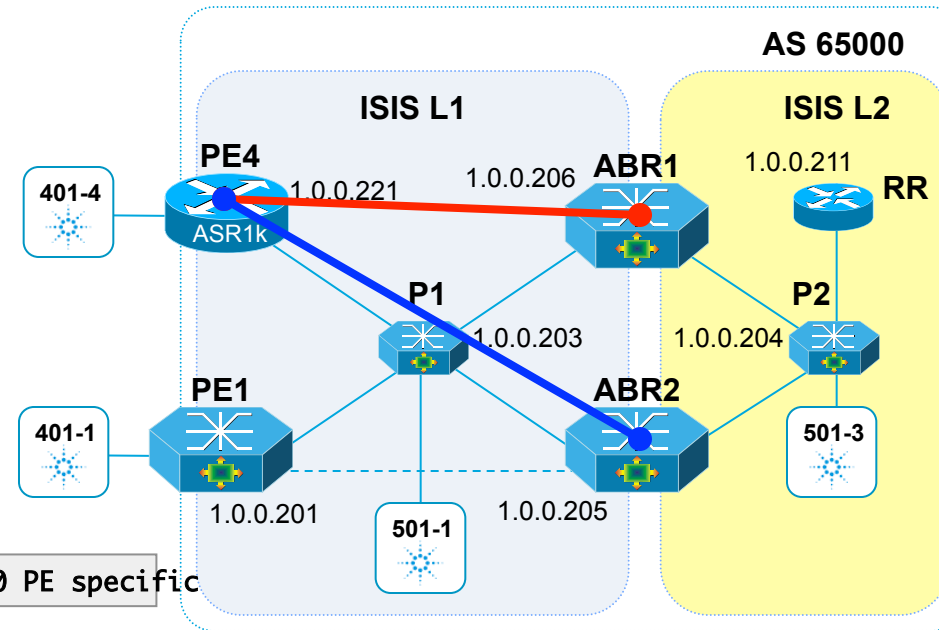 AS 65000
ISIS L1
ISIS L2
PE4
ABR1
1.0.0.211
401-4
1.0.0.221
1.0.0.206
RR
ASR1k
P1
P2
1.0.0.203
1.0.0.204
PE1
ABR2
401-1
501-3
1.0.0.201
501-1
1.0.0.205
PE specific